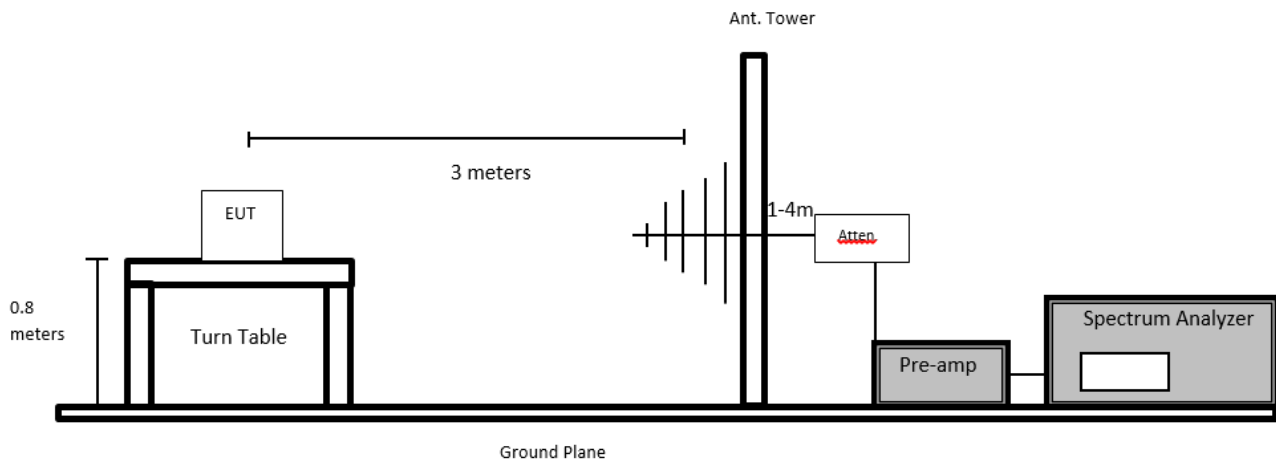 Ant. Tower
3 meters
EUT
1-4m
Atten
0.8
meters
Turn Table
Spectrum Analyzer
Pre-amp
Ground Plane